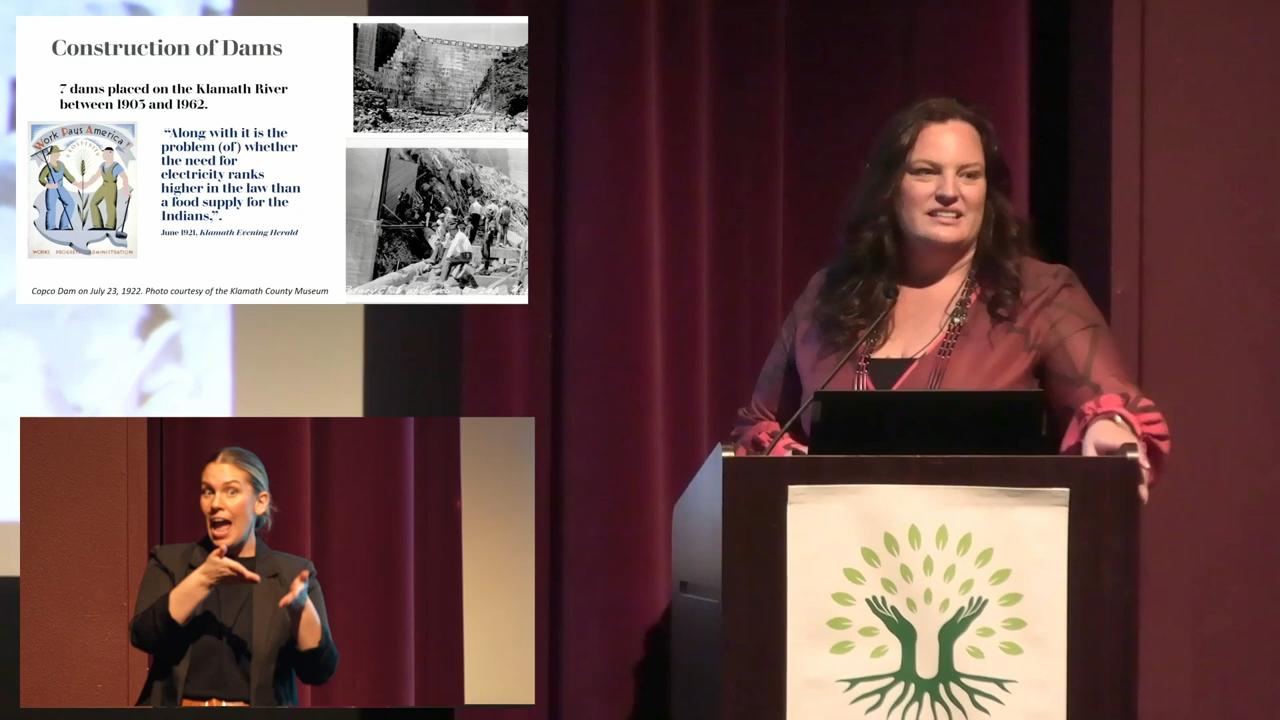 Construction of Dams
7 dams placed on the Klamath River
between 1903 and 1962.
Work Pays America!
“Along with it is the
problem (of) whether
the need for
electricity ranks
higher in the law than
a food supply for the
Indians,”.
June 1921, Klamath Evening Herald
WORKS PROGRESS ADMINISTRATION
Copco Dam on July 23, 1922. Photo courtesy of the Klamath County Museum